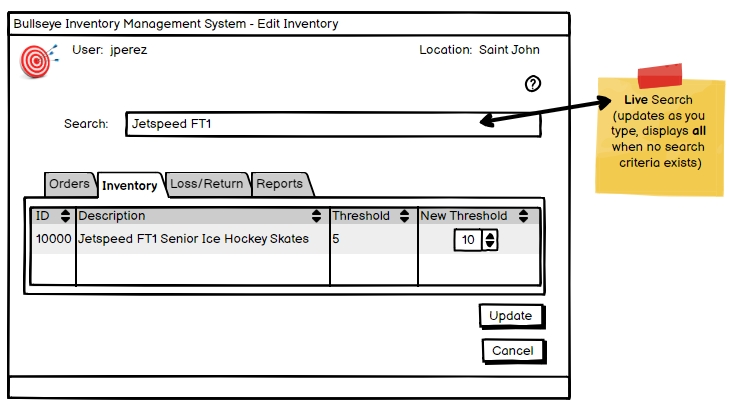 Bullseye Inventory Management System - Edit Inventory
User: jperez
Location: Saint John
?
Search:
Jetspeed FT1
Live Search
(updates as you
type, displays all
when no search
criteria exists)
Orders Inventory Loss/Return Reports
ID Description Threshold New Threshold
10000 Jetspeed FT1 Senior Ice Hockey Skates 5 10
Update
Cancel